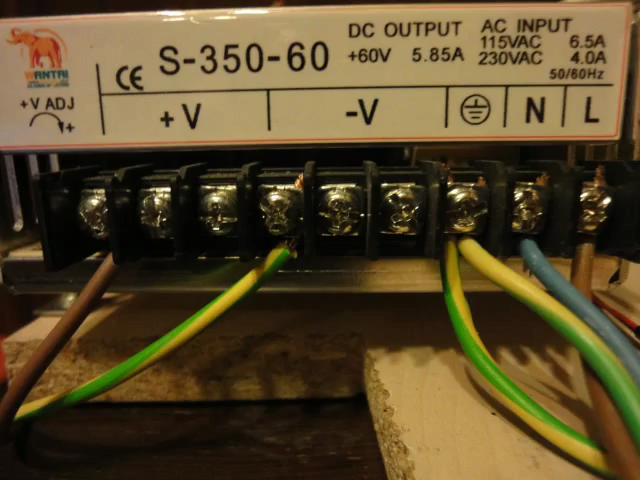 WANTAI
CE S-350-60
DC OUTPUT
+60V 5.85A
AC INPUT
115VAC 6.5A
230VAC 4.0A
50/60Hz
+V ADJ
+
+V
-V
N
L